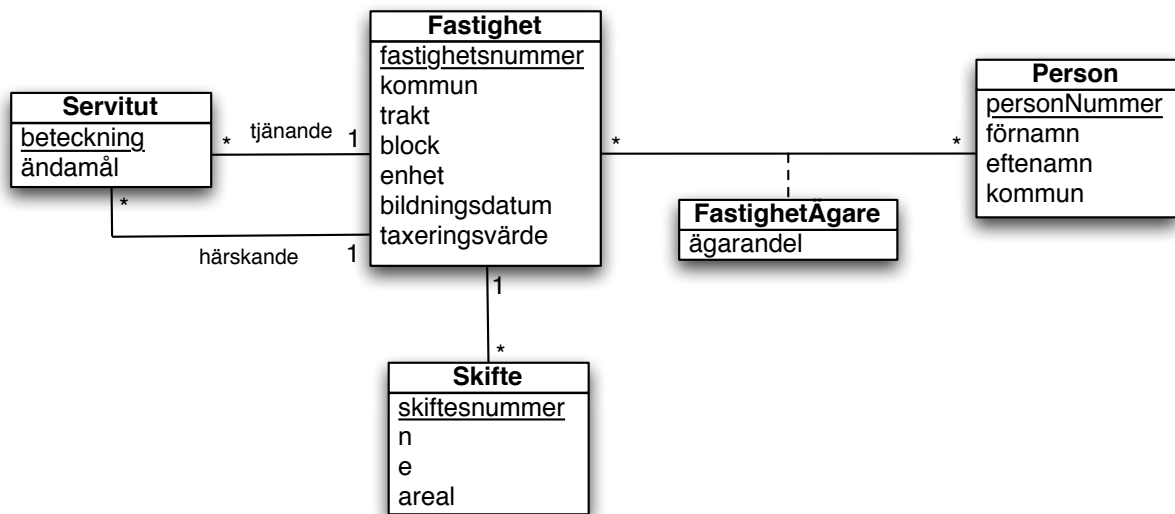 Fastighet
fastighetsnummer
kommun
trakt
block
enhet
bildningsdatum
taxeringsvärde
Servitut
beteckning
ändamål
* tjänande 1
*
härskande 1
* *
Person
personNummer
förnamn
eftenamn
kommun
FastighetÄgare
ägarandel
1
*
Skifte
skiftesnummer
n
e
areal